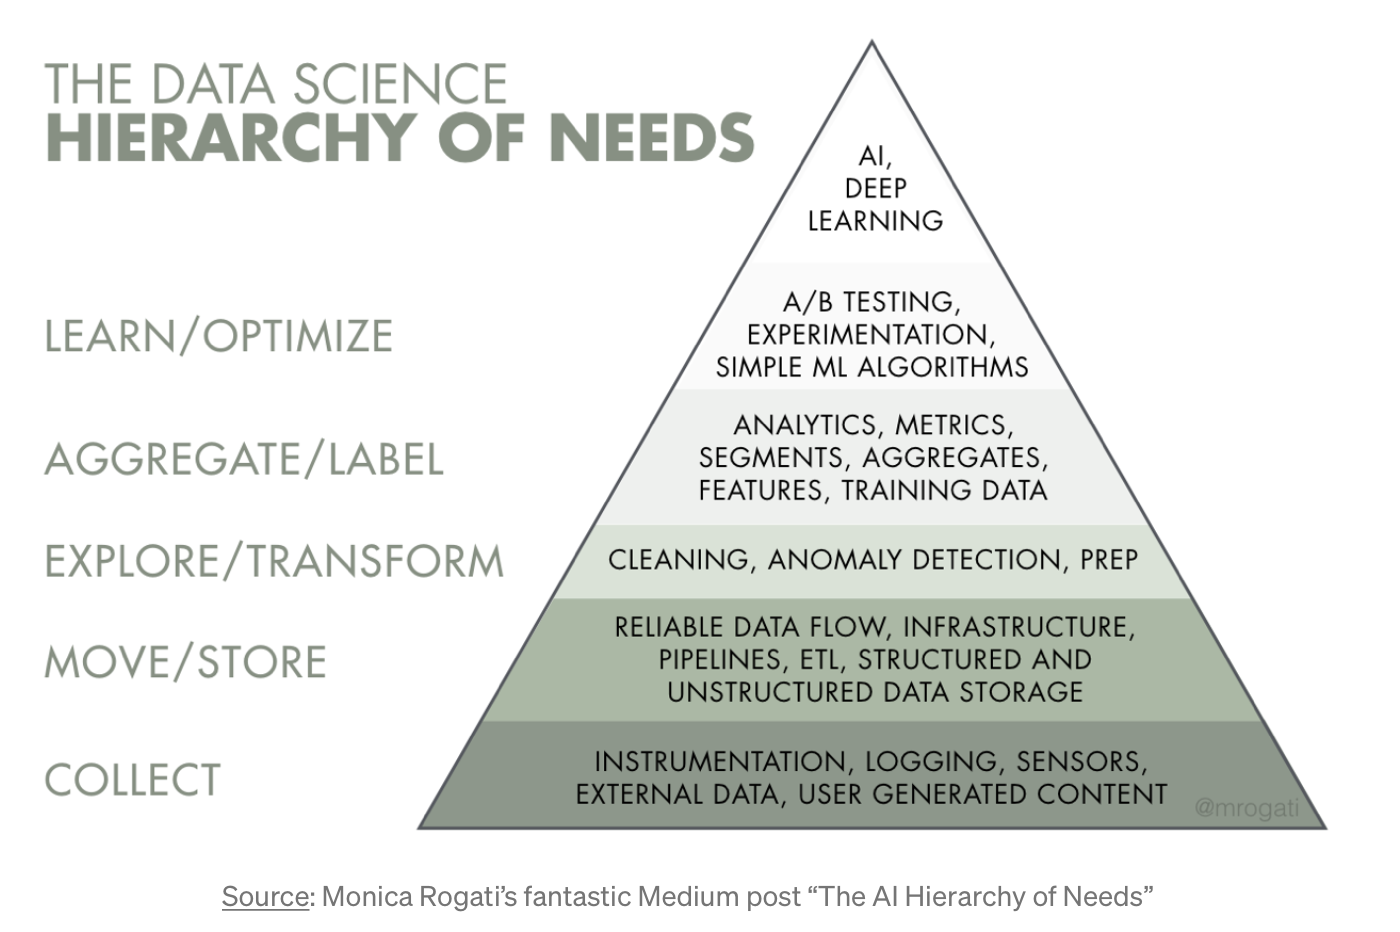 THE DATA SCIENCE
HIERARCHY OF NEEDS
AI,
DEEP
LEARNING
LEARN/OPTIMIZE
A/B TESTING,
EXPERIMENTATION,
SIMPLE ML ALGORITHMS
AGGREGATE/LABEL
ANALYTICS, METRICS,
SEGMENTS, AGGREGATES,
FEATURES, TRAINING DATA
EXPLORE/TRANSFORM
CLEANING, ANOMALY DETECTION, PREP
MOVE/STORE
RELIABLE DATA FLOW, INFRASTRUCTURE,
PIPELINES, ETL, STRUCTURED AND
UNSTRUCTURED DATA STORAGE
COLLECT
INSTRUMENTATION, LOGGING, SENSORS,
EXTERNAL DATA, USER GENERATED CONTENT
@mrogati
Source: Monica Rogati’s fantastic Medium post “The AI Hierarchy of Needs”